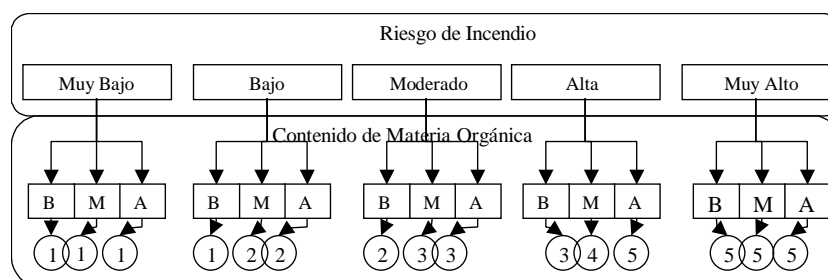 Riesgo de Incendio
Muy Bajo Bajo Moderado Alta Muy Alto
Contenido de Materia Orgánica
B M A B M A B M A B M A B M A
1 1 1 1 2 2 2 3 3 3 4 5 5 5 5